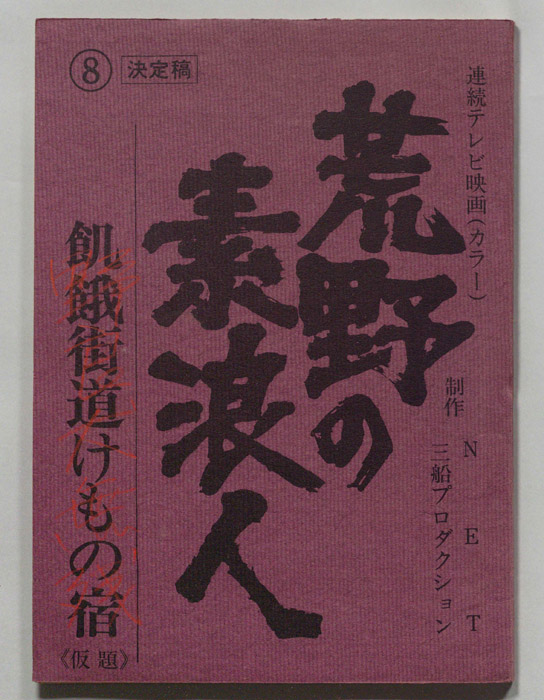 連続テレビ映画(カラー)
制作 NET
三船プロダクション
荒野の
素浪人
⑧ 決定稿
飢餓街道けもの宿
《仮題》